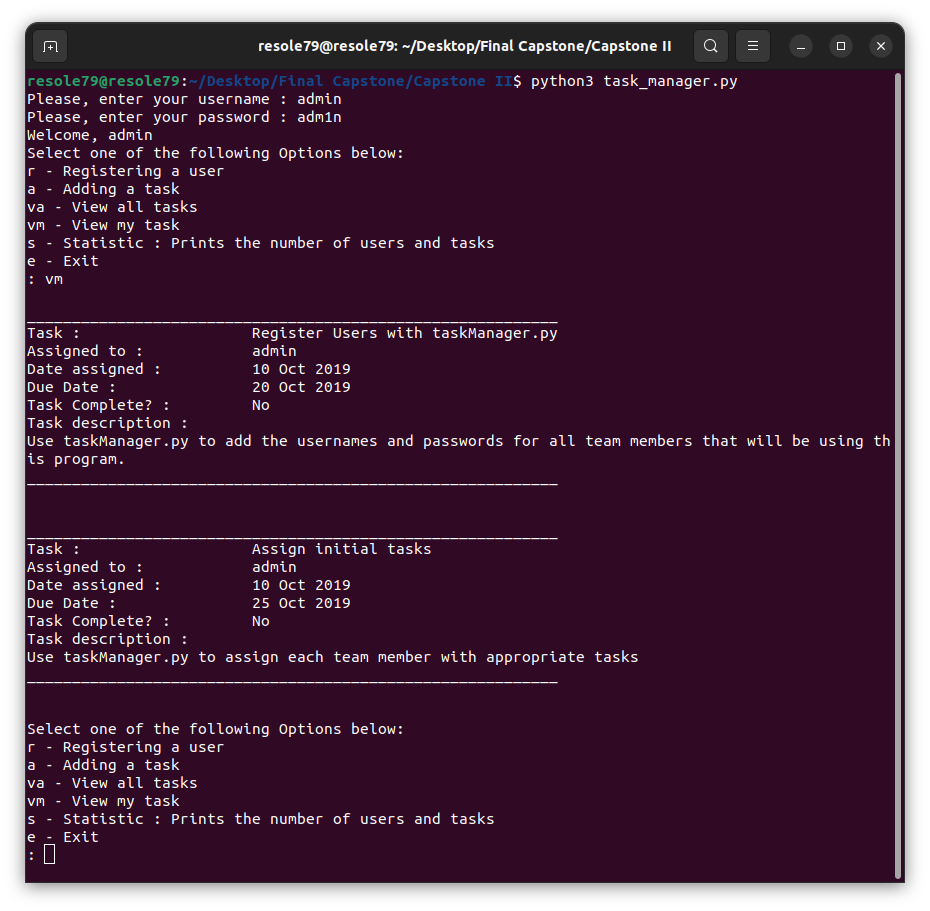 resole79@resole79: ~/Desktop/Final Capstone/Capstone II
resole79@resole79:~/Desktop/Final Capstone/Capstone II$ python3 task_manager.py
Please, enter your username : admin
Please, enter your password : adm1n
Welcome, admin
Select one of the following Options below:
r - Registering a user
a - Adding a task
va - View all tasks
vm - View my task
s - Statistic : Prints the number of users and tasks
e - Exit
: vm
___________________________________________________________
Task :                   Register Users with taskManager.py
Assigned to :            admin
Date assigned :          10 Oct 2019
Due Date :               20 Oct 2019
Task Complete? :         No
Task description :
Use taskManager.py to add the usernames and passwords for all team members that will be using th
is program.
___________________________________________________________
___________________________________________________________
Task :                   Assign initial tasks
Assigned to :            admin
Date assigned :          10 Oct 2019
Due Date :               25 Oct 2019
Task Complete? :         No
Task description :
Use taskManager.py to assign each team member with appropriate tasks
___________________________________________________________
Select one of the following Options below:
r - Registering a user
a - Adding a task
va - View all tasks
vm - View my task
s - Statistic : Prints the number of users and tasks
e - Exit
: